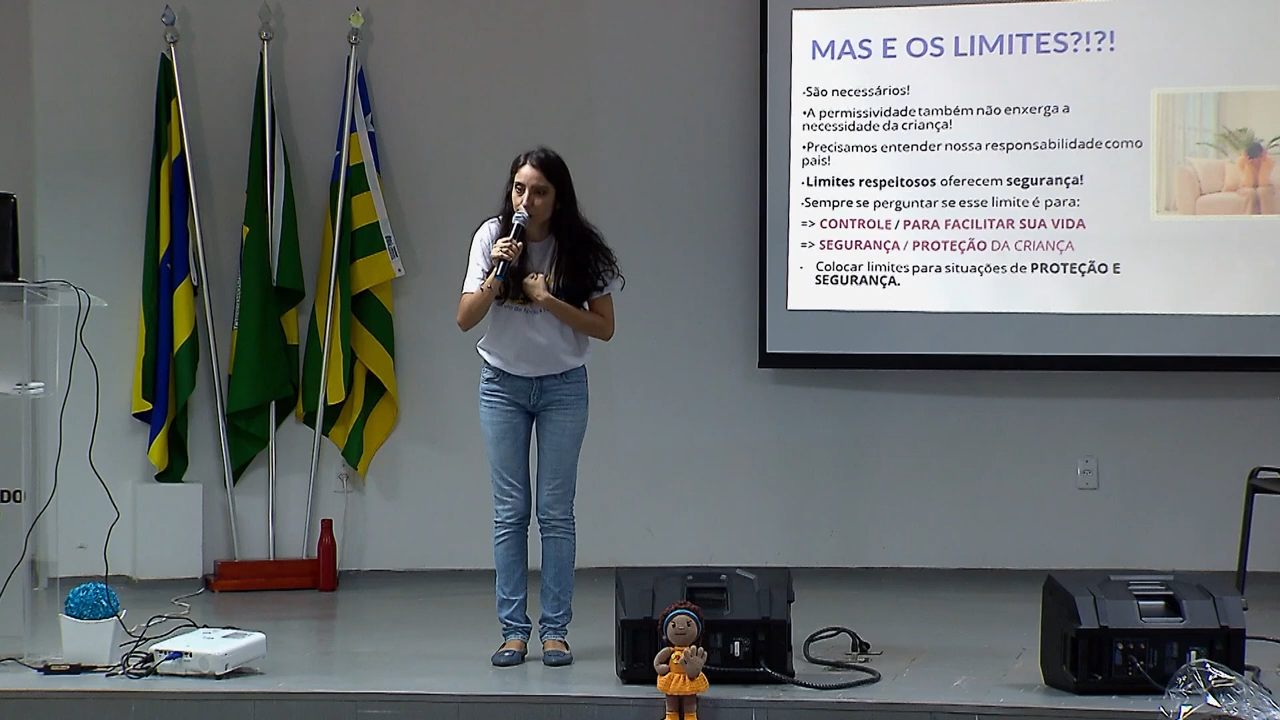 MAS E OS LIMITES?!?!
·São necessários!
•A permissividade também não enxerga a
necessidade da criança!
•Precisamos entender nossa responsabilidade como
pais!
·Limites respeitosos oferecem segurança!
·Sempre se perguntar se esse limite é para:
=> CONTROLE / PARA FACILITAR SUA VIDA
=> SEGURANÇA / PROTEÇÃO DA CRIANÇA
· Colocar limites para situações de PROTEÇÃO E
SEGURANÇA.
DO